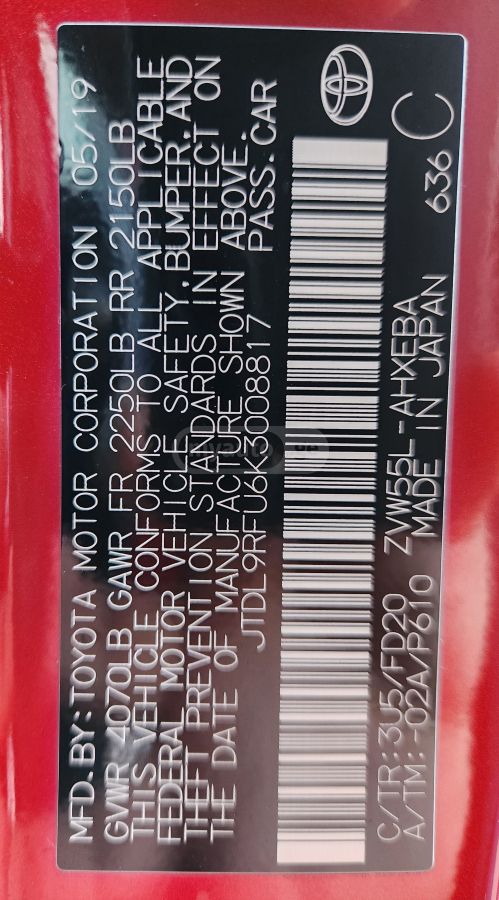 MFD.BY:TOYOTA MOTOR CORPORATION 05/19
GVWR 4070LB GAWR FR 2250LB RR 2150LB
THIS VEHICLE CONFORMS TO ALL APPLICABLE
FEDERAL MOTOR VEHICLE SAFETY,BUMPER,AND
THEFT PREVENTION STANDARDS IN EFFECT ON
THE DATE OF MANUFACTURE SHOWN ABOVE.
JTDL9RFU6K3008817 PASS.CAR
C/TR:3U5/FD20 ZVW55L-AHXEBA 636 C
A/TM:-02A/P610 MADE IN JAPAN